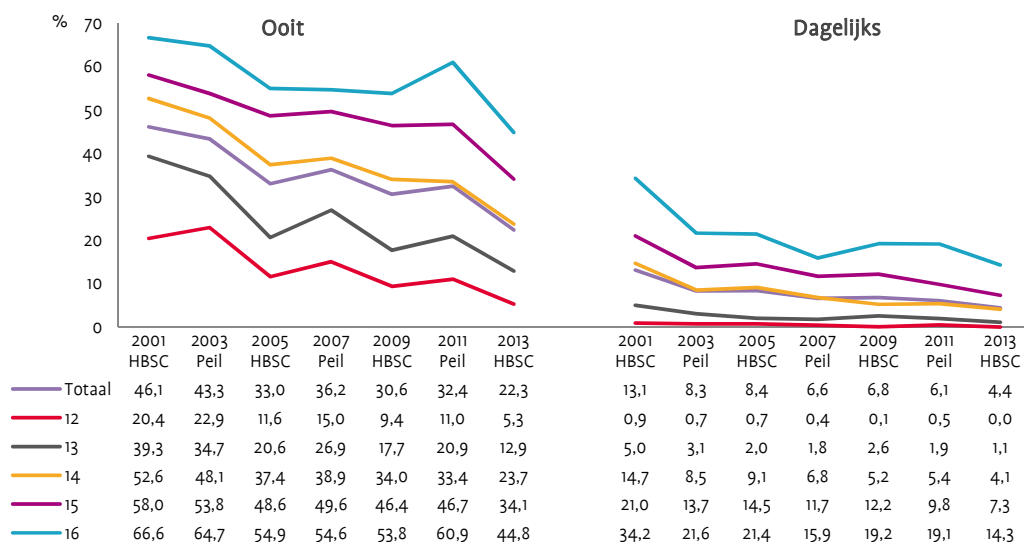 % 70 Ooit Dagelijks
60
50
40
30
20
10
0
2001 2003 2005 2007 2009 2011 2013 2001 2003 2005 2007 2009 2011 2013
HBSC Peil HBSC Peil HBSC Peil HBSC HBSC Peil HBSC Peil HBSC Peil HBSC
Totaal 46,1 43,3 33,0 36,2 30,6 32,4 22,3 13,1 8,3 8,4 6,6 6,8 6,1 4,4
12 20,4 22,9 11,6 15,0 9,4 11,0 5,3 0,9 0,7 0,7 0,4 0,1 0,5 0,0
13 39,3 34,7 20,6 26,9 17,7 20,9 12,9 5,0 3,1 2,0 1,8 2,6 1,9 1,1
14 52,6 48,1 37,4 38,9 34,0 33,4 23,7 14,7 8,5 9,1 6,8 5,2 5,4 4,1
15 58,0 53,8 48,6 49,6 46,4 46,7 34,1 21,0 13,7 14,5 11,7 12,2 9,8 7,3
16 66,6 64,7 54,9 54,6 53,8 60,9 44,8 34,2 21,6 21,4 15,9 19,2 19,1 14,3